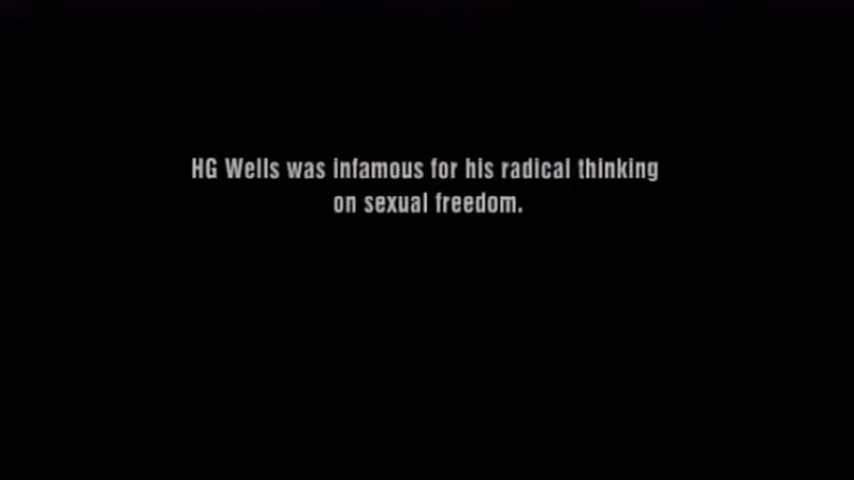 HG Wells was infamous for his radical thinking
on sexual freedom.